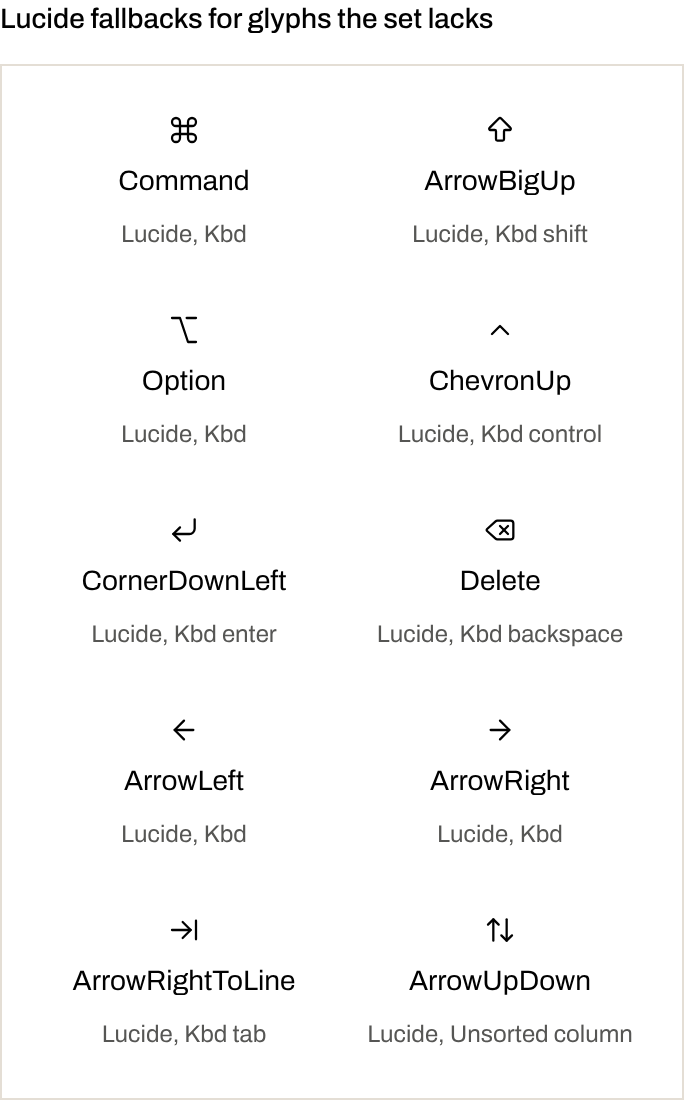 Lucide fallbacks for glyphs the set lacks
Command
ArrowBigUp
Lucide, Kbd
Lucide, Kbd shift
Option
ChevronUp
Lucide, Kbd
Lucide, Kbd control
CornerDownLeft
Delete
Lucide, Kbd enter
Lucide, Kbd backspace
ArrowLeft
ArrowRight
Lucide, Kbd
Lucide, Kbd
ArrowRightToLine
ArrowUpDown
Lucide, Kbd tab
Lucide, Unsorted column